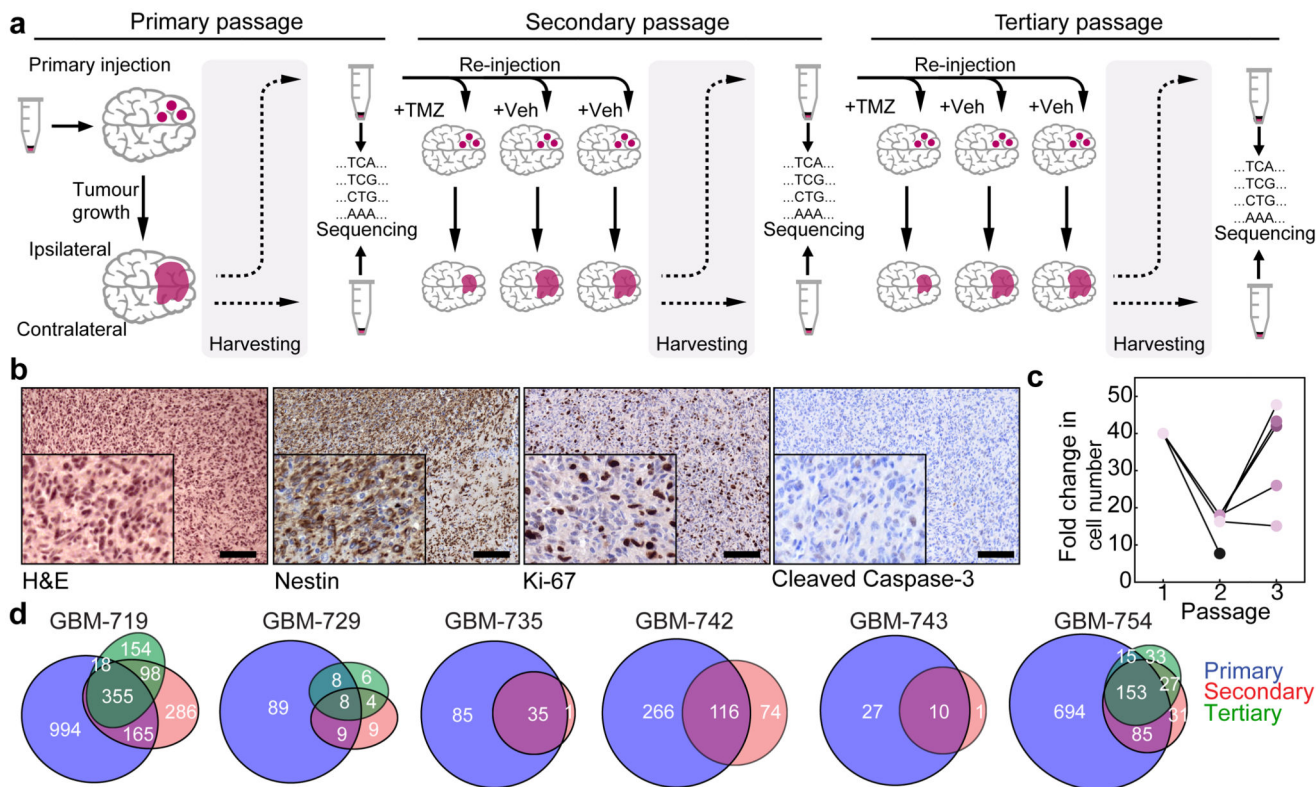 a
Primary passage
Secondary passage
Tertiary passage
Primary injection
Tumour
growth
Ipsilateral
Contralateral
Harvesting
...TCA...
...TCG...
...CTG...
...AAA...
Sequencing
Re-injection
+TMZ
+Veh
+Veh
Harvesting
...TCA...
...TCG...
...CTG...
...AAA...
Sequencing
Re-injection
+TMZ
+Veh
+Veh
Harvesting
...TCA...
...TCG...
...CTG...
...AAA...
Sequencing
b
H&E
Nestin
Ki-67
Cleaved Caspase-3
c
Fold change in
cell number
50
40
30
20
10
0
1
2
3
Passage
d
GBM-719
154
18
98
355
994
286
165
GBM-729
89
8
6
8
4
9
9
GBM-735
85
35
1
GBM-742
266
116
74
GBM-743
27
10
1
GBM-754
15
33
27
153
694
31
85
Primary
Secondary
Tertiary